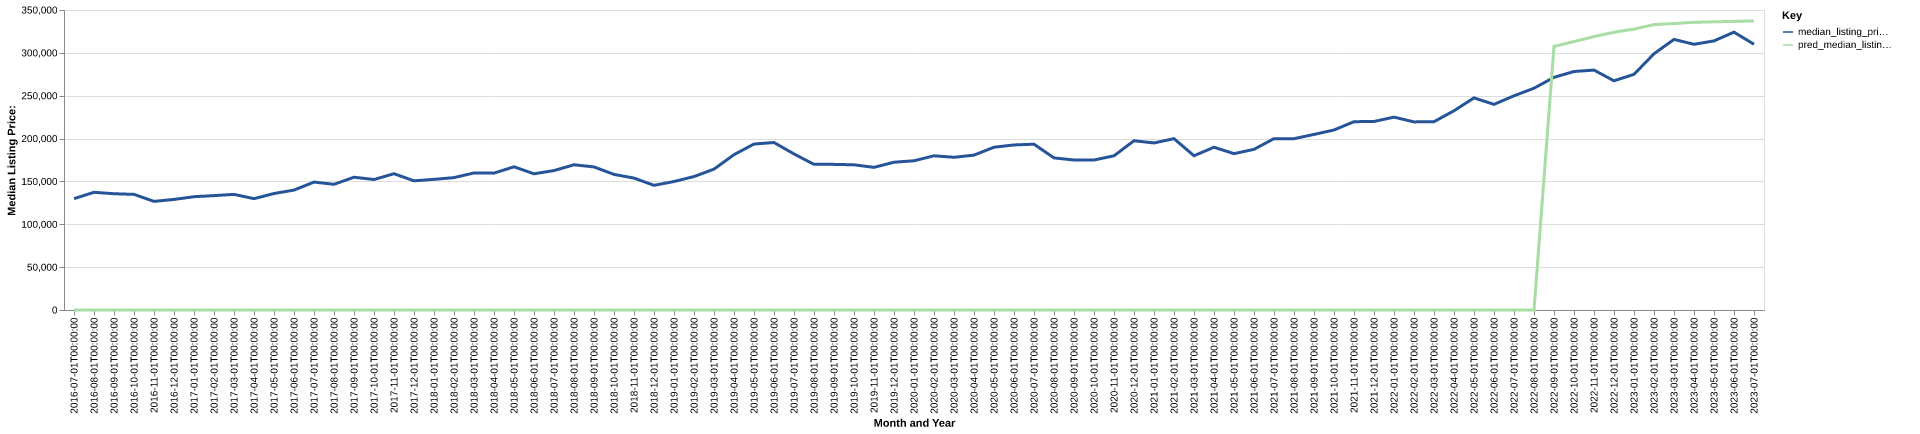 350,000
300,000
250,000
200,000
150,000
100,000
50,000
0
Median Listing Price:
2016-07-01T00:00:00
2016-08-01T00:00:00
2016-09-01T00:00:00
2016-10-01T00:00:00
2016-11-01T00:00:00
2016-12-01T00:00:00
2017-01-01T00:00:00
2017-02-01T00:00:00
2017-03-01T00:00:00
2017-04-01T00:00:00
2017-05-01T00:00:00
2017-06-01T00:00:00
2017-07-01T00:00:00
2017-08-01T00:00:00
2017-09-01T00:00:00
2017-10-01T00:00:00
2017-11-01T00:00:00
2017-12-01T00:00:00
2018-01-01T00:00:00
2018-02-01T00:00:00
2018-03-01T00:00:00
2018-04-01T00:00:00
2018-05-01T00:00:00
2018-06-01T00:00:00
2018-07-01T00:00:00
2018-08-01T00:00:00
2018-09-01T00:00:00
2018-10-01T00:00:00
2018-11-01T00:00:00
2018-12-01T00:00:00
2019-01-01T00:00:00
2019-02-01T00:00:00
2019-03-01T00:00:00
2019-04-01T00:00:00
2019-05-01T00:00:00
2019-06-01T00:00:00
2019-07-01T00:00:00
2019-08-01T00:00:00
2019-09-01T00:00:00
2019-10-01T00:00:00
2019-11-01T00:00:00
2019-12-01T00:00:00
2020-01-01T00:00:00
2020-02-01T00:00:00
2020-03-01T00:00:00
2020-04-01T00:00:00
2020-05-01T00:00:00
2020-06-01T00:00:00
2020-07-01T00:00:00
2020-08-01T00:00:00
2020-09-01T00:00:00
2020-10-01T00:00:00
2020-11-01T00:00:00
2020-12-01T00:00:00
2021-01-01T00:00:00
2021-02-01T00:00:00
2021-03-01T00:00:00
2021-04-01T00:00:00
2021-05-01T00:00:00
2021-06-01T00:00:00
2021-07-01T00:00:00
2021-08-01T00:00:00
2021-09-01T00:00:00
2021-10-01T00:00:00
2021-11-01T00:00:00
2021-12-01T00:00:00
2022-01-01T00:00:00
2022-02-01T00:00:00
2022-03-01T00:00:00
2022-04-01T00:00:00
2022-05-01T00:00:00
2022-06-01T00:00:00
2022-07-01T00:00:00
2022-08-01T00:00:00
2022-09-01T00:00:00
2022-10-01T00:00:00
2022-11-01T00:00:00
2022-12-01T00:00:00
2023-01-01T00:00:00
2023-02-01T00:00:00
2023-03-01T00:00:00
2023-04-01T00:00:00
2023-05-01T00:00:00
2023-06-01T00:00:00
2023-07-01T00:00:00
Month and Year
Key
median_listing_pri…
pred_median_listin…